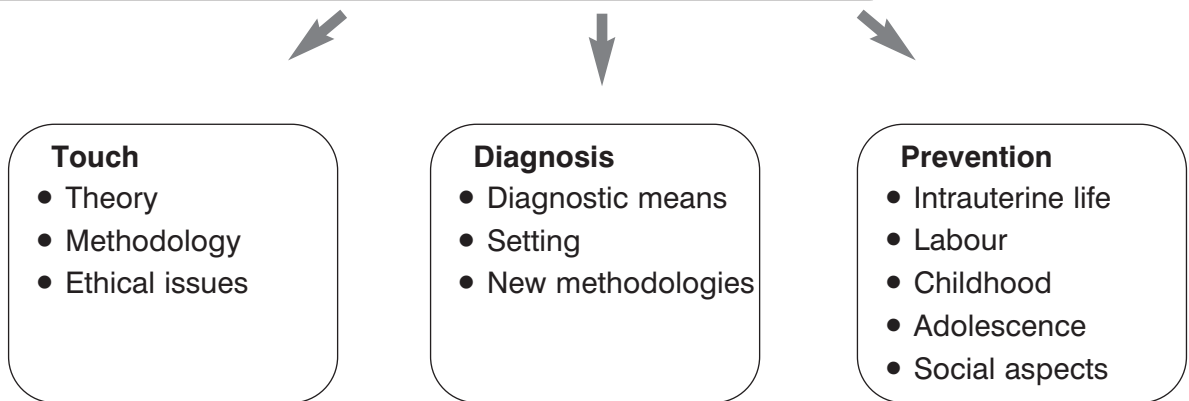 Touch
• Theory
• Methodology
• Ethical issues
Diagnosis
• Diagnostic means
• Setting
• New methodologies
Prevention
• Intrauterine life
• Labour
• Childhood
• Adolescence
• Social aspects